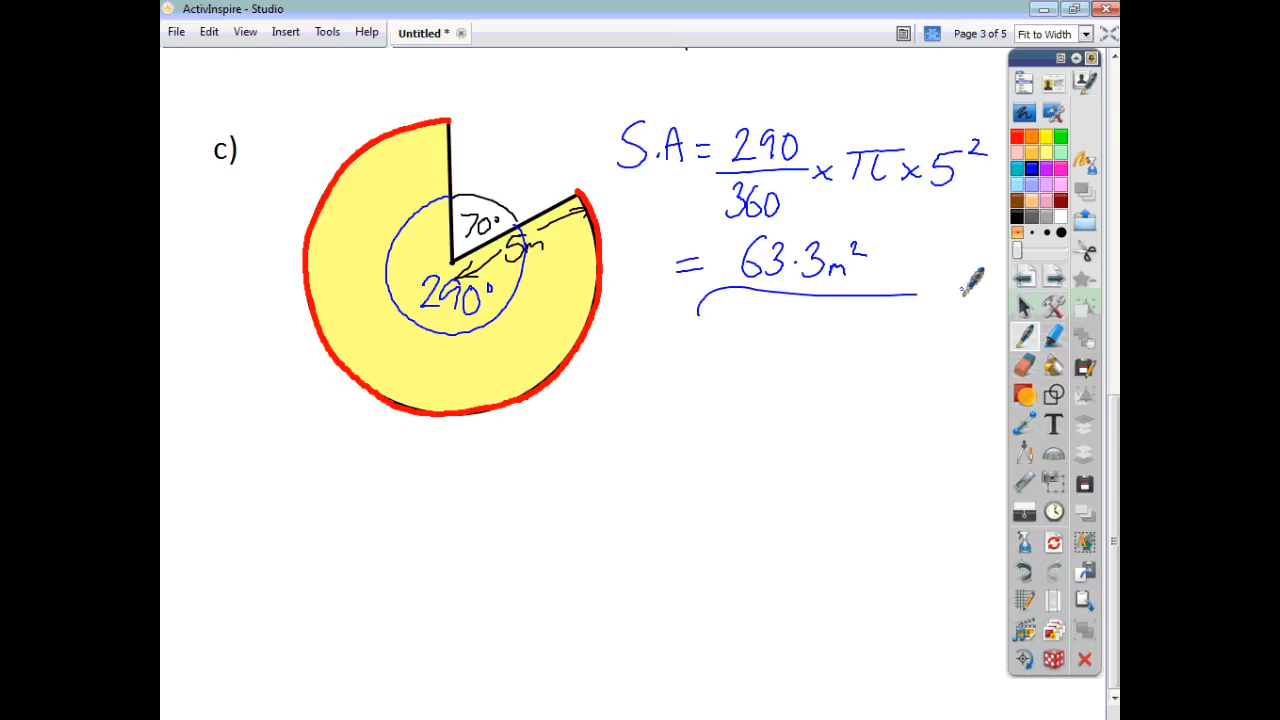 ActivInspire - Studio
File Edit View Insert Tools Help
Untitled *
Page 3 of 5
Fit to Width
c)
70°
5m
290°
S.A = 290/360 × π × 5²
= 63·3m²
T